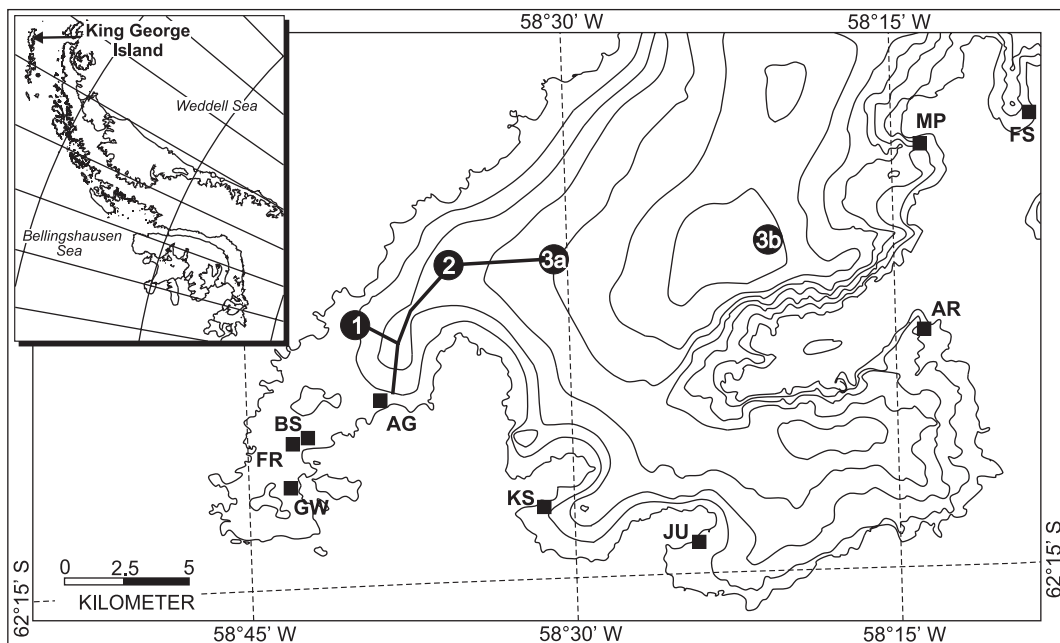 58°30' W
58°15' W
King George
Island
Weddell Sea
Bellingshausen
Sea
MP
FS
3b
2
3a
1
AR
AG
BS
FR
GW
KS
JU
0
2.5
5
KILOMETER
62°15' S
62°15' S
58°45' W
58°30' W
58°15' W